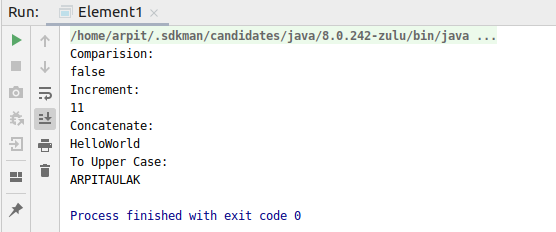 Run: Element1
/home/arpit/.sdkman/candidates/java/8.0.242-zulu/bin/java ...
Comparision:
false
Increment:
11
Concatenate:
HelloWorld
To Upper Case:
ARPITAULAK
Process finished with exit code 0